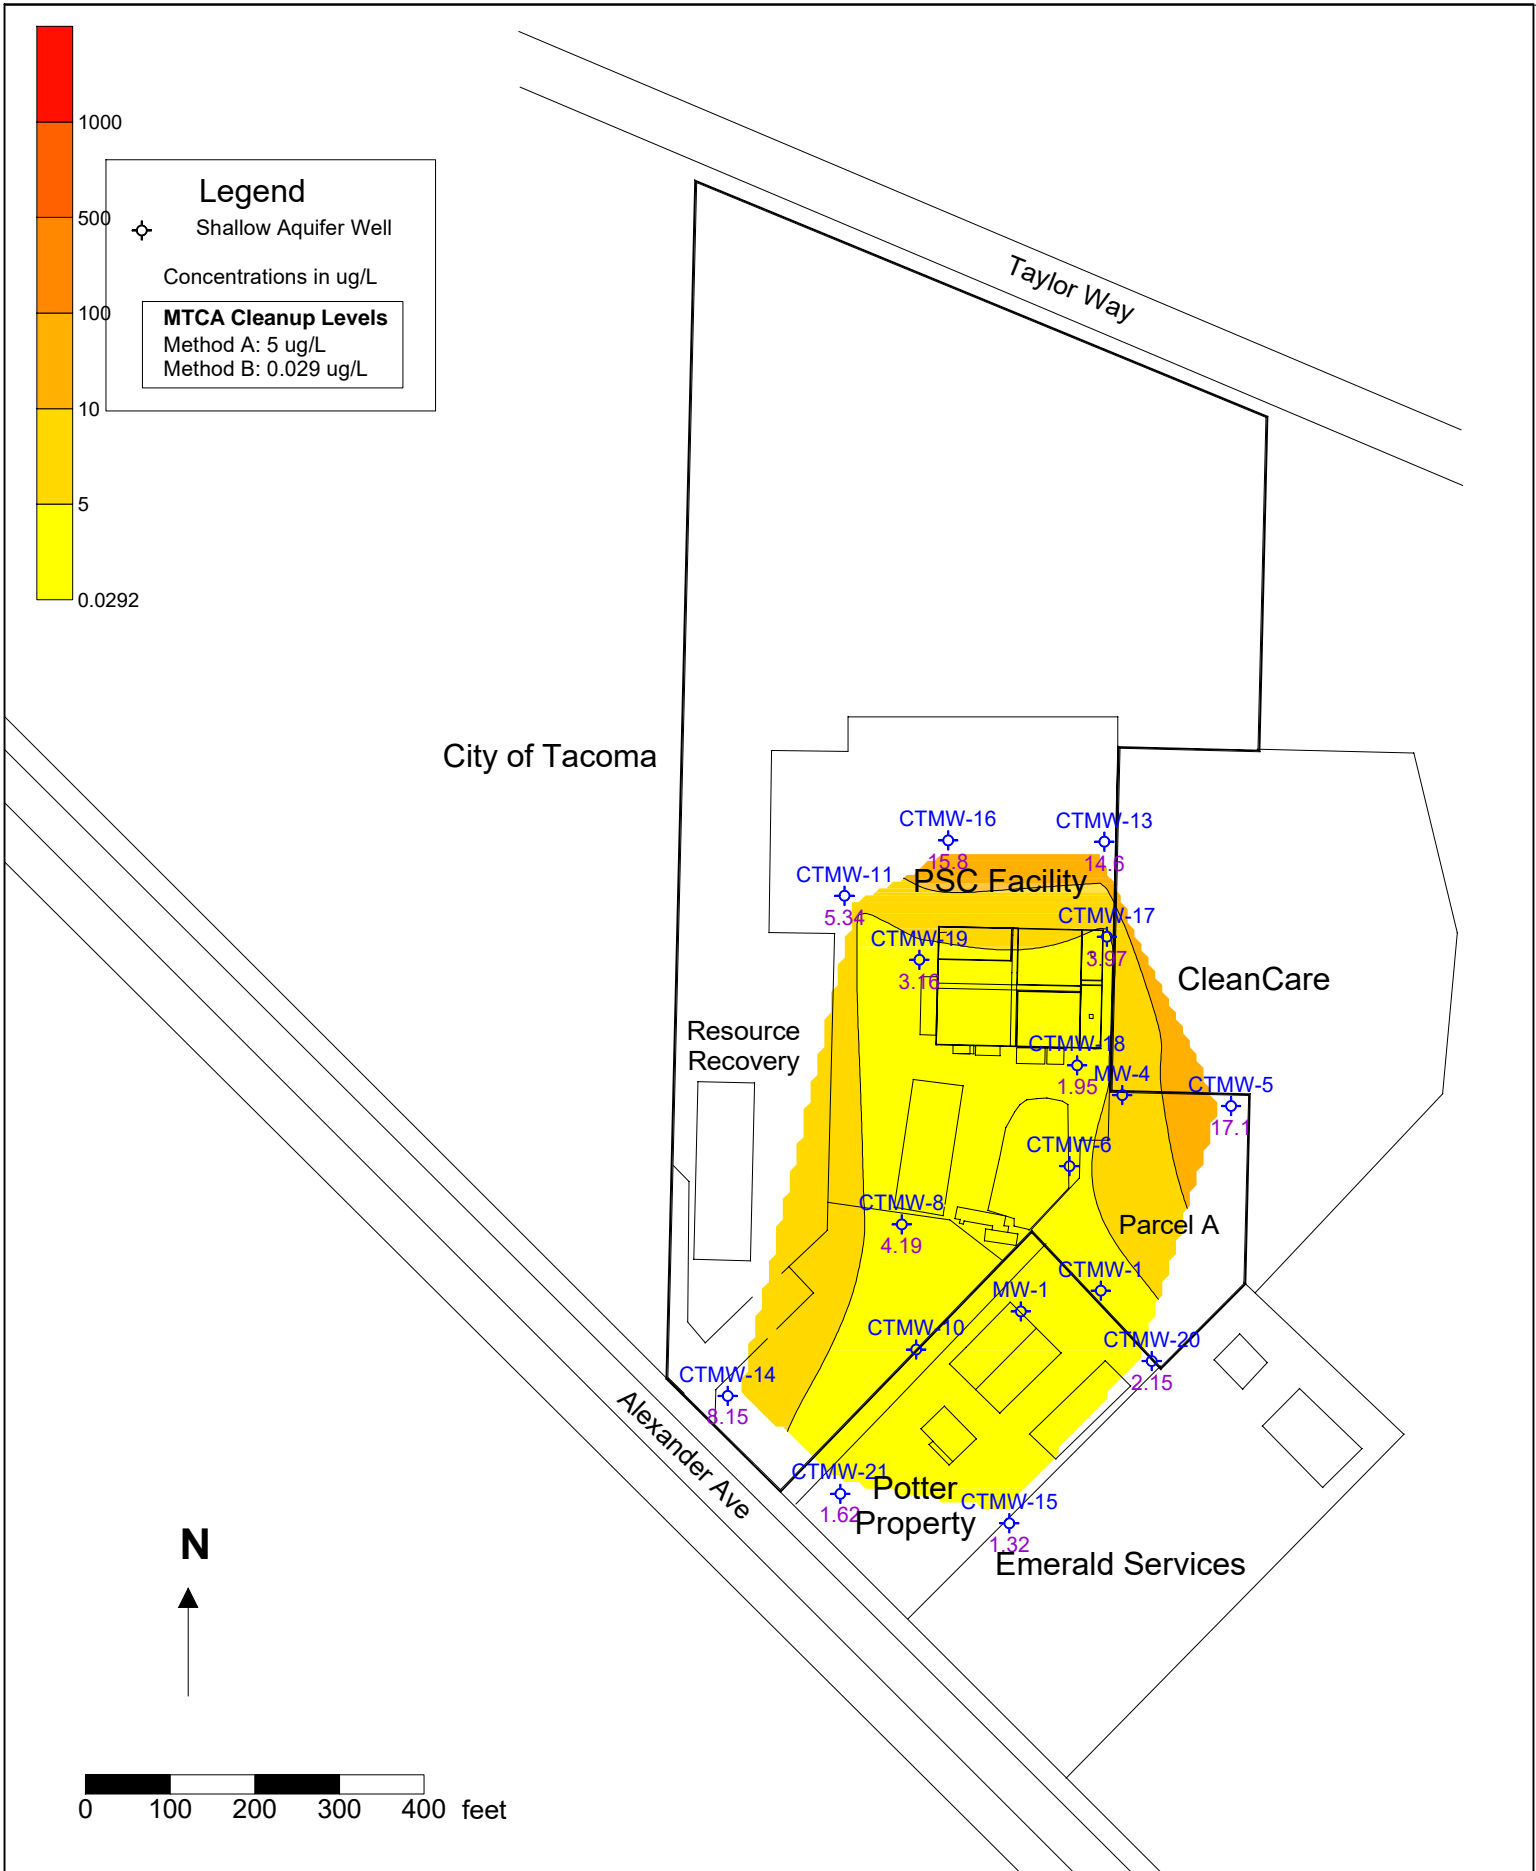 1000
500
100
10
5
0.0292
Legend
Shallow Aquifer Well
Concentrations in ug/L
MTCA Cleanup Levels
Method A: 5 ug/L
Method B: 0.029 ug/L
Taylor Way
City of Tacoma
CTMW-16
15.8
CTMW-13
14.6
CTMW-11
5.34
PSC Facility
CTMW-17
3.97
CTMW-19
3.16
CleanCare
Resource
Recovery
CTMW-18
1.95
MW-4
CTMW-5
17.1
CTMW-6
CTMW-8
4.19
Parcel A
CTMW-1
MW-1
CTMW-10
CTMW-20
2.15
CTMW-14
8.15
Alexander Ave
CTMW-21
1.62
Potter
Property
CTMW-15
1.32
Emerald Services
N
0 100 200 300 400 feet